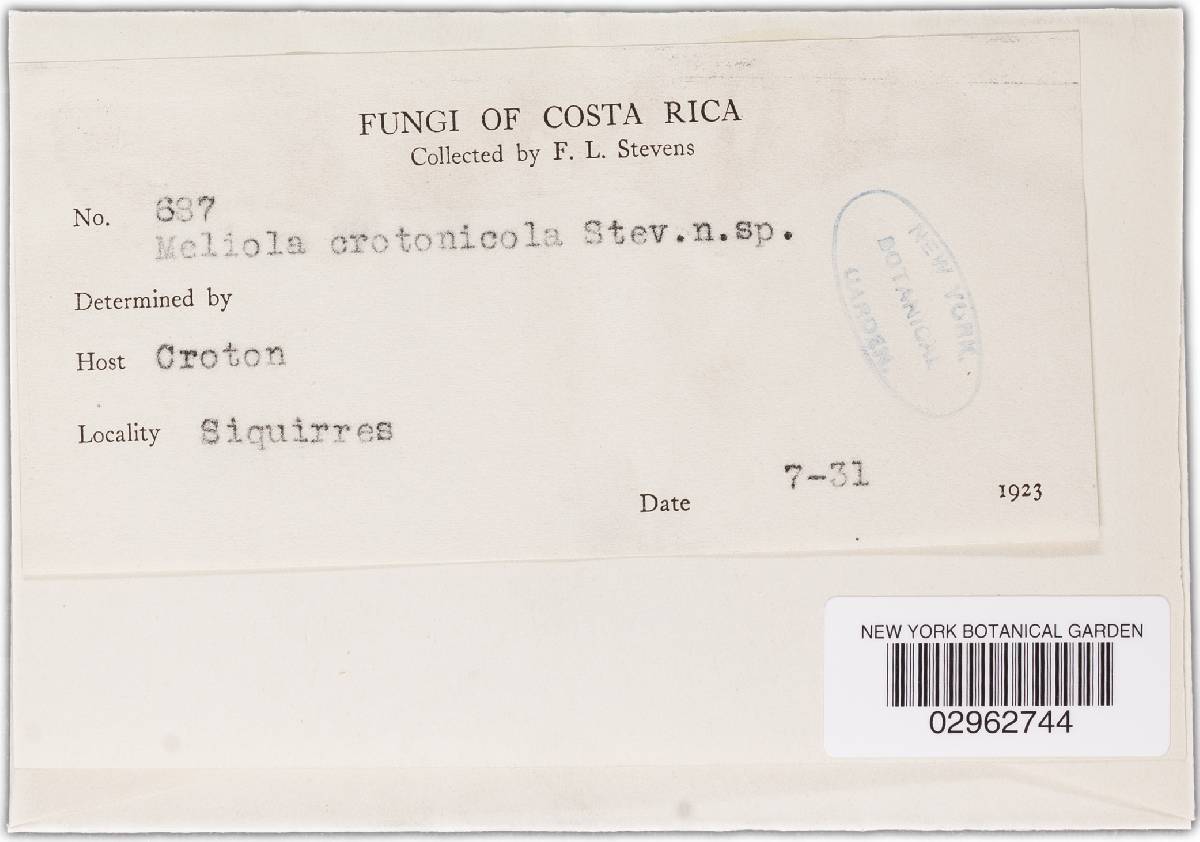 FUNGI OF COSTA RICA
Collected by F. L. Stevens
No. 687
Meliola crotonicola Stev.n.sp.
Determined by
Host Croton
Locality Siquirres
Date 7-31 1923
NEW YORK
BOTANICAL
GARDEN.
NEW YORK BOTANICAL GARDEN
02962744